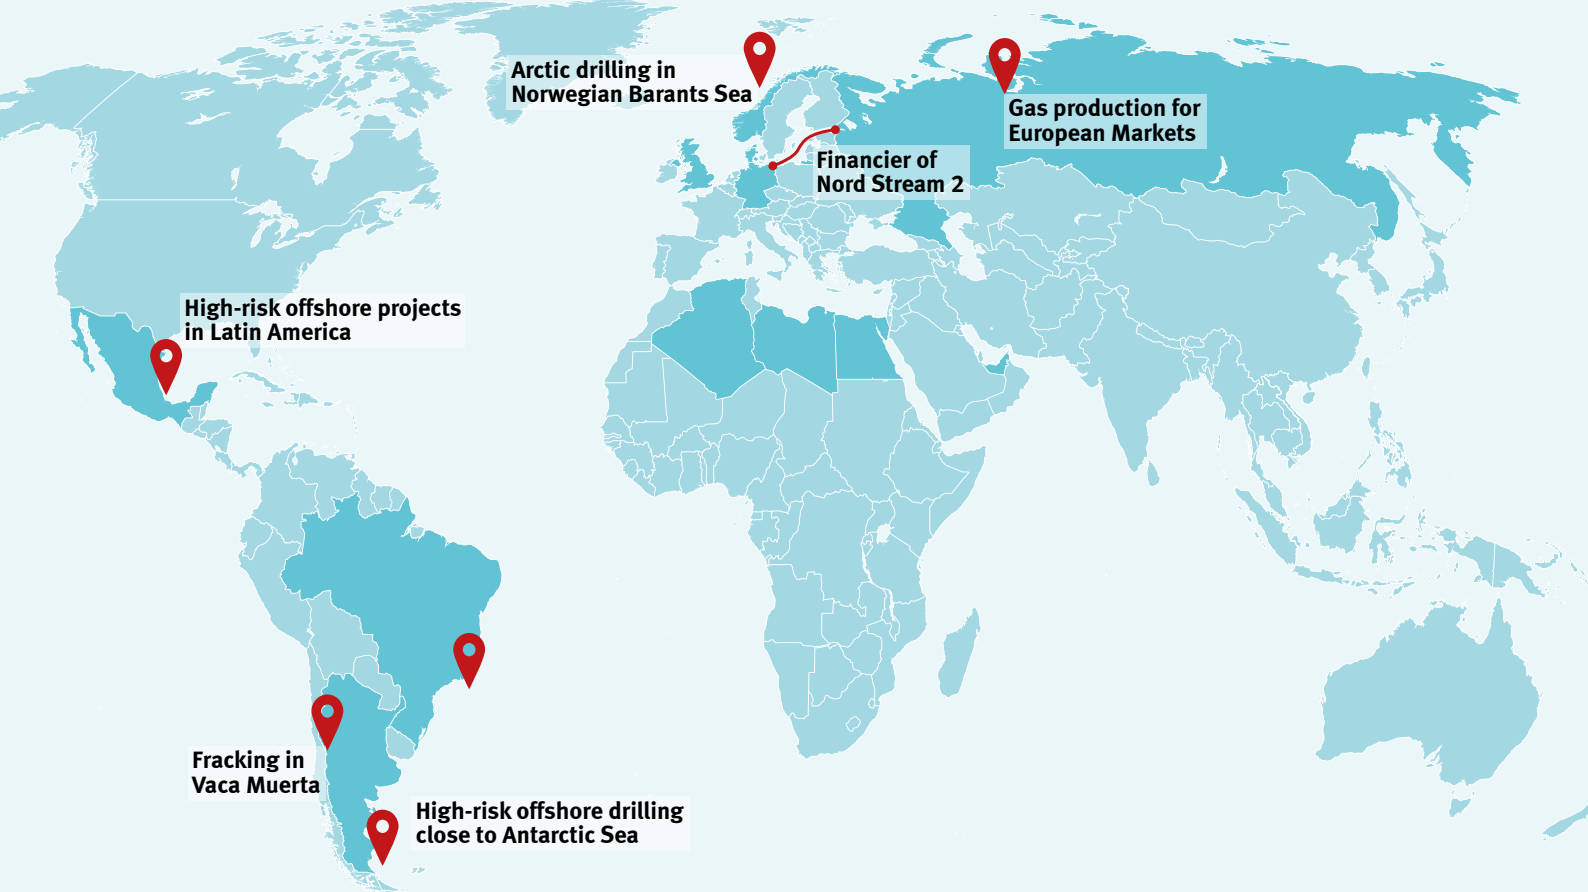 Arctic drilling in
Norwegian Barants Sea
Gas production for
European Markets
Financier of
Nord Stream 2
High-risk offshore projects
in Latin America
Fracking in
Vaca Muerta
High-risk offshore drilling
close to Antarctic Sea